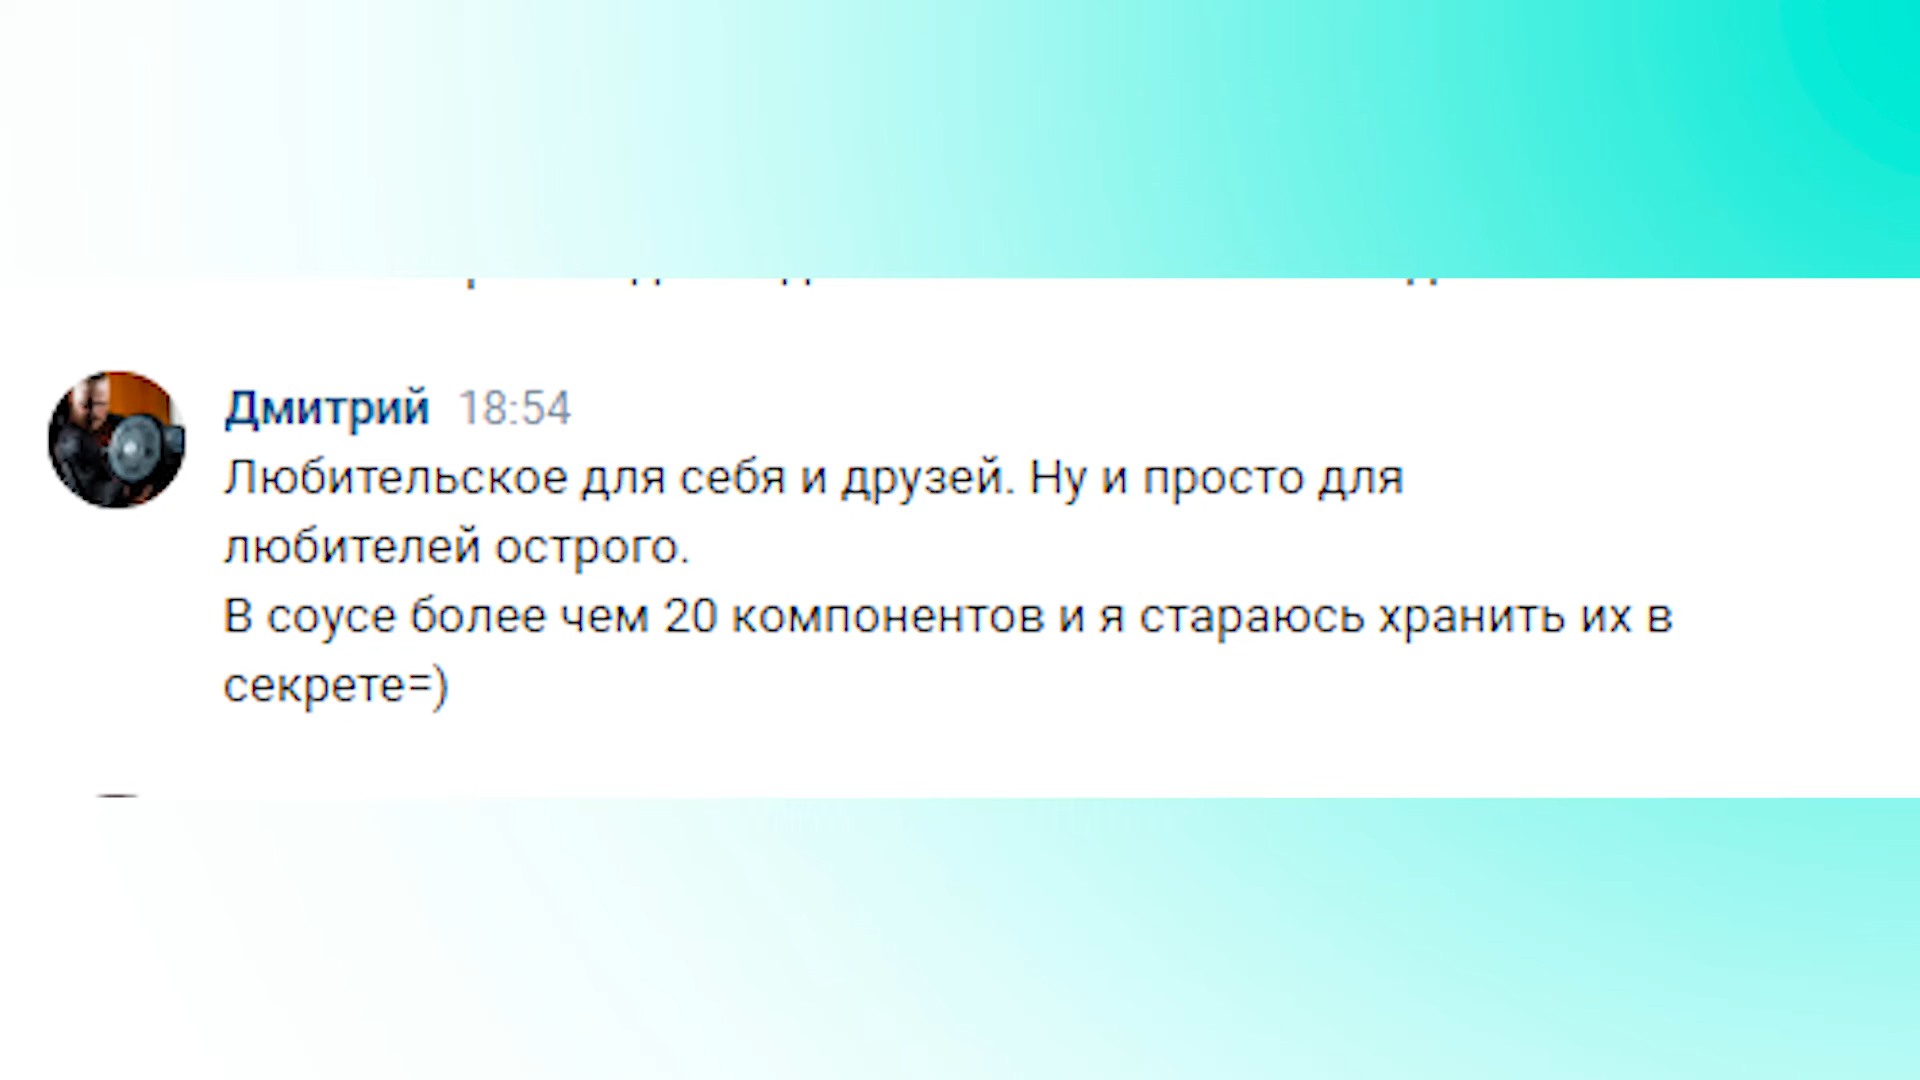 Дмитрий 18:54
Любительское для себя и друзей. Ну и просто для
любителей острого.
В соусе более чем 20 компонентов и я стараюсь хранить их в
секрете=)